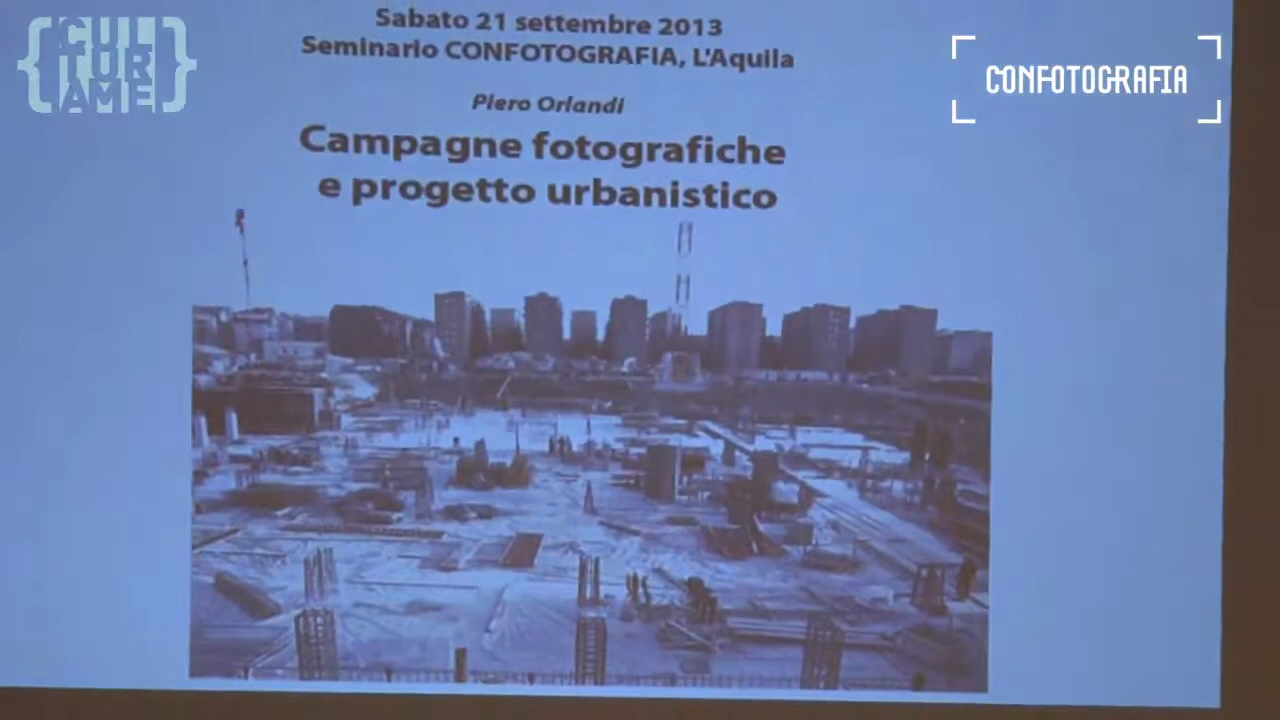 CUL
TUR
AME
CONFOTOGRAFIA
Sabato 21 settembre 2013
Seminario CONFOTOGRAFIA, L'Aquila
Piero Orlandi
Campagne fotografiche
e progetto urbanistico